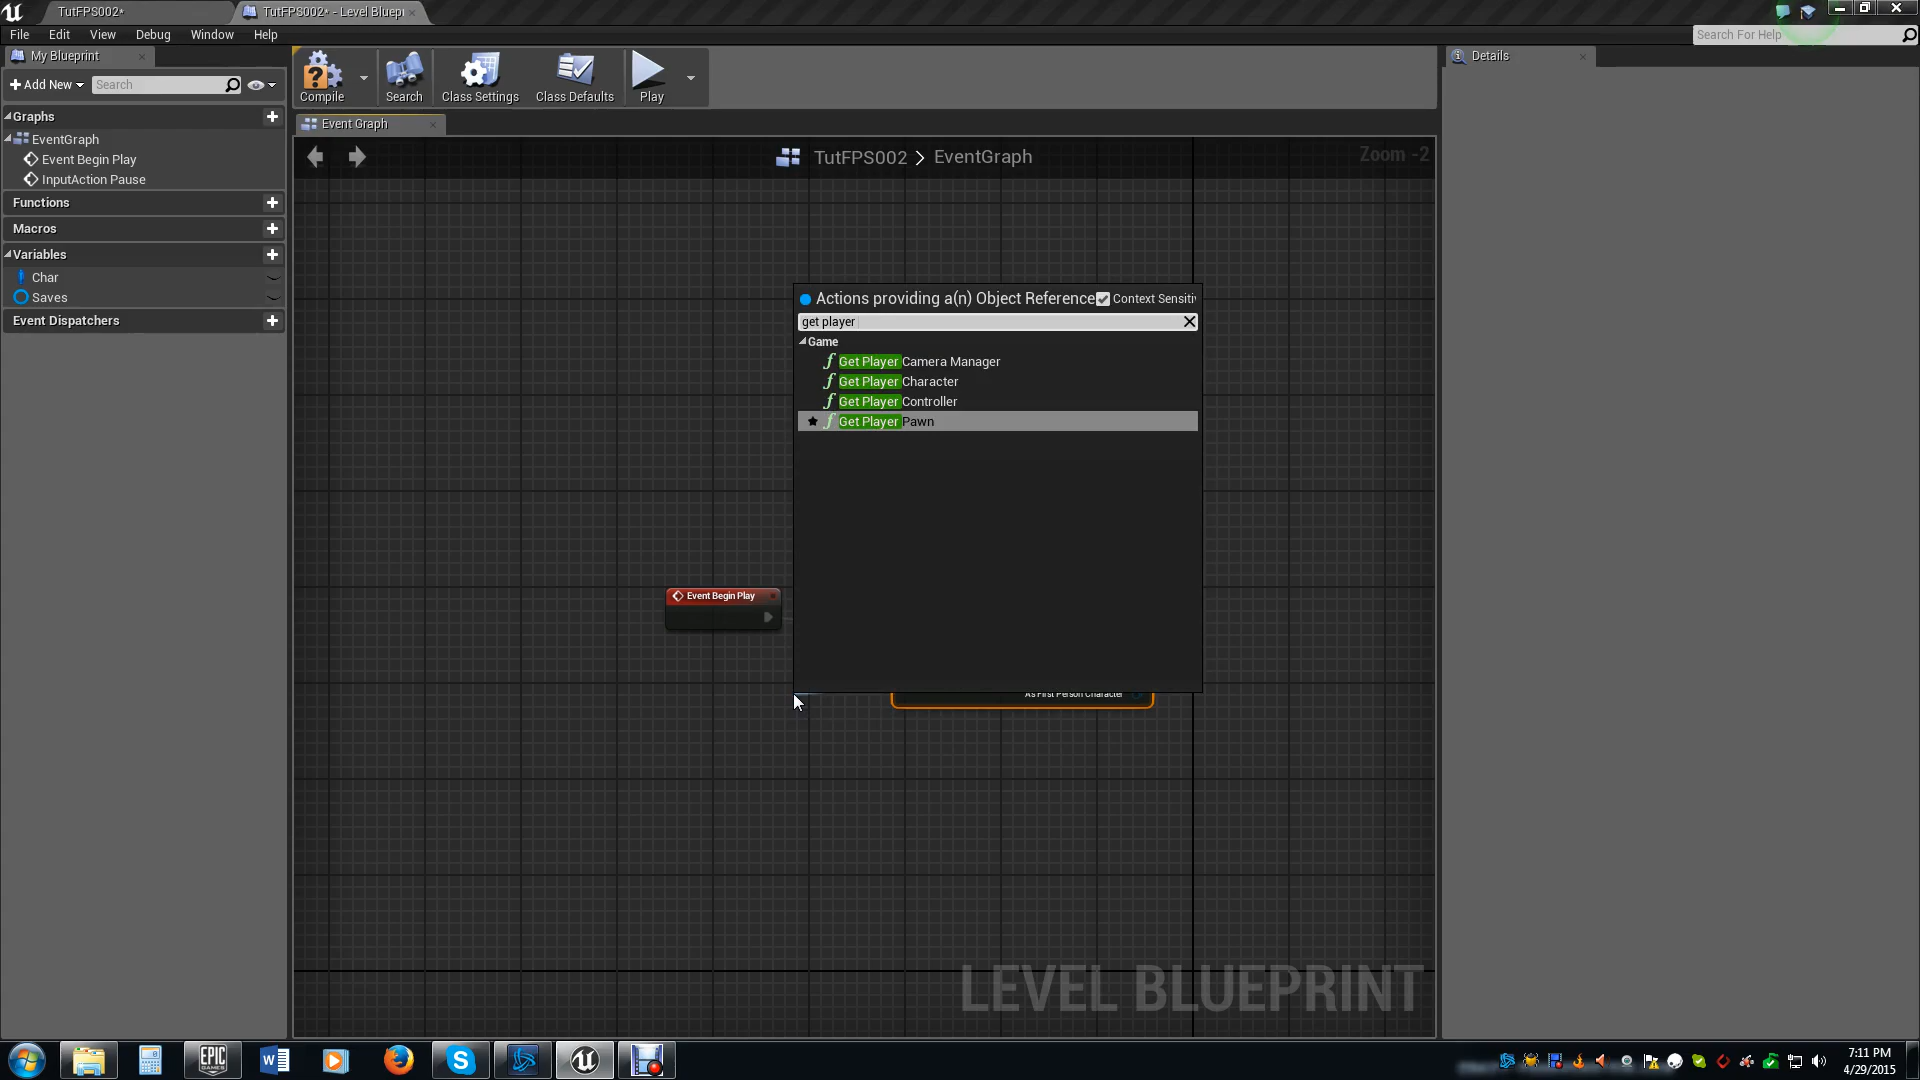 TutFPS002*
TutFPS002* - Level Bluepr
File
Edit
View
Debug
Window
Help
Search For Help
My Blueprint
Add New
Search
Graphs
EventGraph
Event Begin Play
InputAction Pause
Functions
Macros
Variables
Char
Saves
Event Dispatchers
Compile
Search
Class Settings
Class Defaults
Play
Event Graph
TutFPS002 > EventGraph
Zoom -2
Actions providing a(n) Object Reference
Context Sensiti
get player
Game
Get Player Camera Manager
Get Player Character
Get Player Controller
Get Player Pawn
Event Begin Play
As First Person Character
LEVEL BLUEPRINT
Details
EPIC
GAMES
7:11 PM
4/29/2015